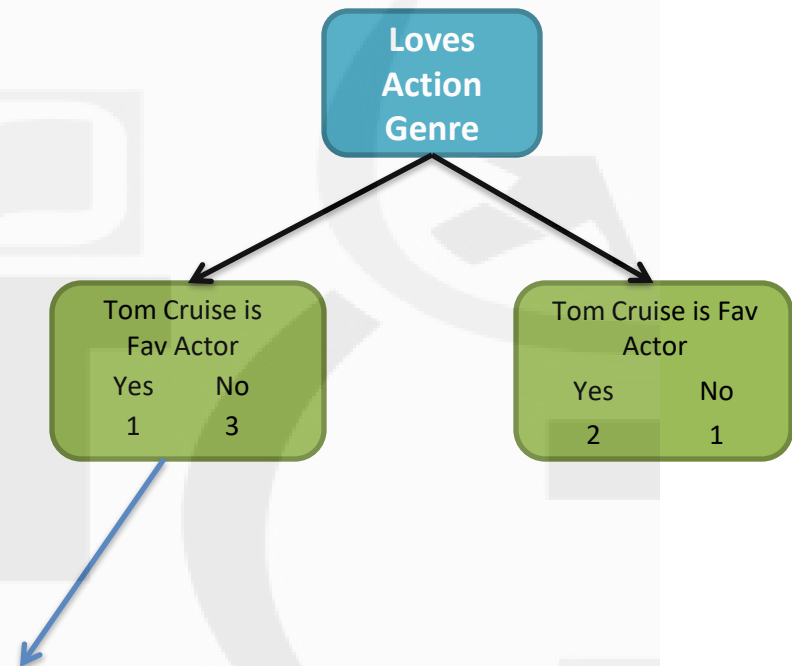 Loves
Action
Genre
Tom Cruise is
Fav Actor
Yes No
1 3
Tom Cruise is Fav
Actor
Yes No
2 1